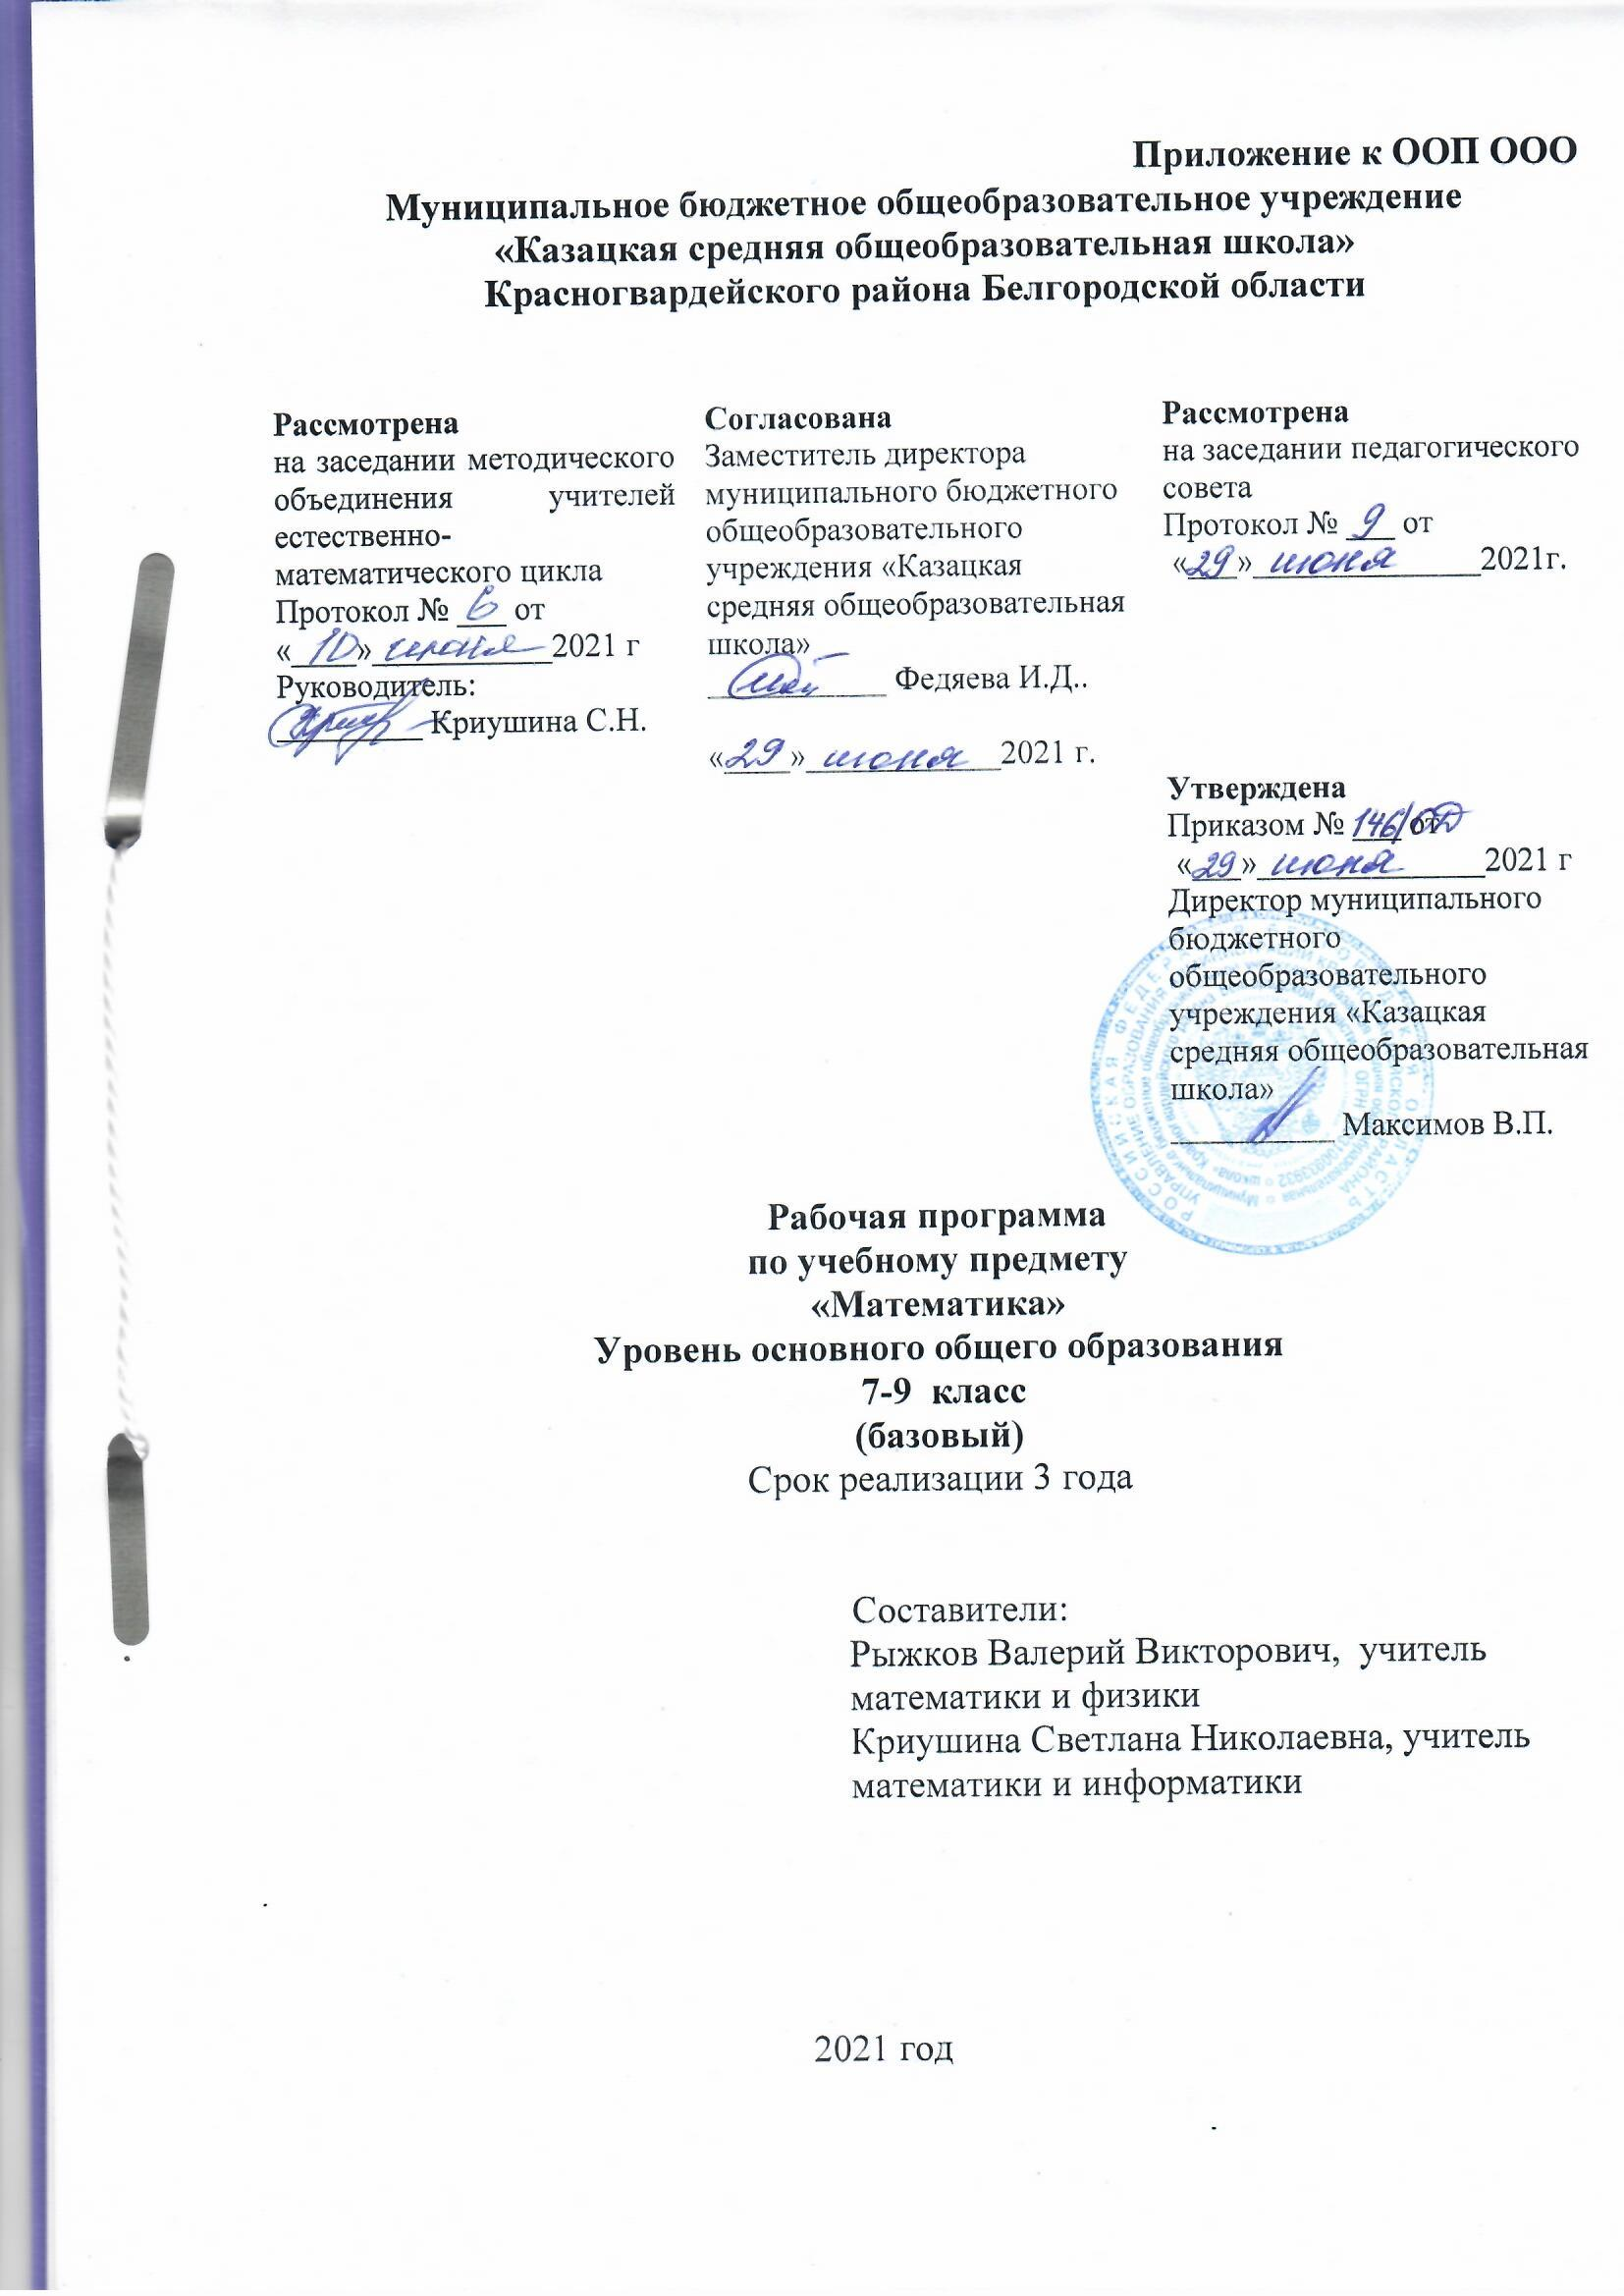 Приложение к ООП ООО
Муниципальное бюджетное общеобразовательное учреждение
«Казацкая средняя общеобразовательная школа»
Красногвардейского района Белгородской области
Рассмотрена
на заседании методического
объединения учителей
естественно-
математического цикла
Протокол № 6 от
«10» июня 2021 г
Руководитель:
Криушина С.Н.
Согласована
Заместитель директора
муниципального бюджетного
общеобразовательного
учреждения «Казацкая
средняя общеобразовательная
школа»
Федяева И.Д..
«29» июня 2021 г.
Рассмотрена
на заседании педагогического
совета
Протокол № 9 от
«29» июня 2021г.
Утверждена
Приказом № 146/ОД от
«29» июня 2021 г
Директор муниципального
бюджетного
общеобразовательного
учреждения «Казацкая
средняя общеобразовательная
школа»
Максимов В.П.
Рабочая программа
по учебному предмету
«Математика»
Уровень основного общего образования
7-9 класс
(базовый)
Срок реализации 3 года
Составители:
Рыжков Валерий Викторович, учитель
математики и физики
Криушина Светлана Николаевна, учитель
математики и информатики
2021 год